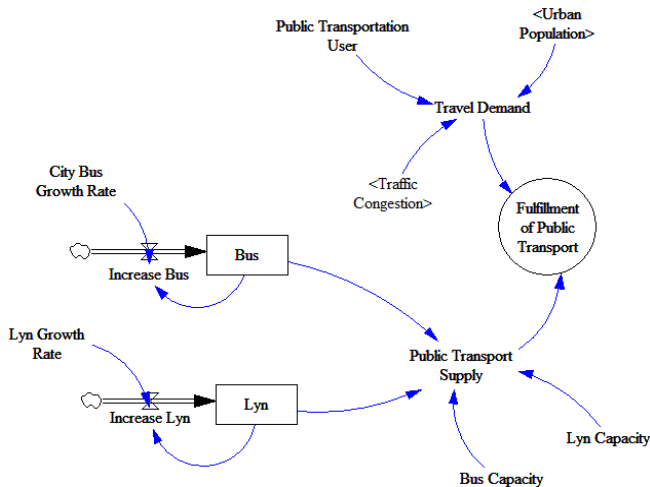 Public Transportation
User
<Urban
Population>
Travel Demand
City Bus
Growth Rate
<Traffic
Congestion>
Fulfillment
of Public
Transport
Bus
Increase Bus
Lyn Growth
Rate
Public Transport
Supply
Lyn
Increase Lyn
Lyn Capacity
Bus Capacity